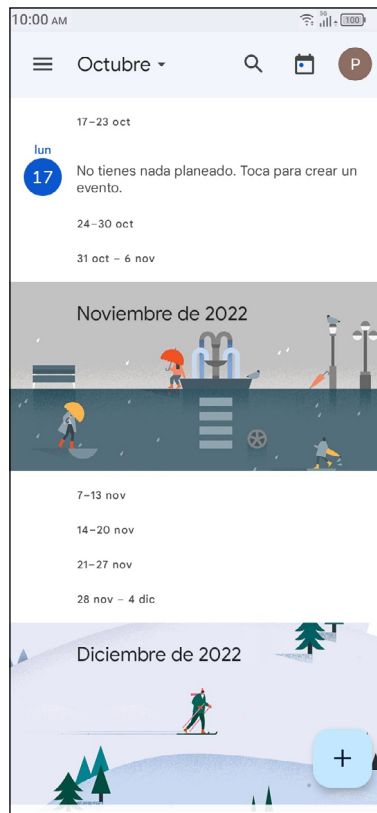 10:00 AM
5G
100
Octubre
P
17–23 oct
lun
17
No tienes nada planeado. Toca para crear un
evento.
24–30 oct
31 oct – 6 nov
Noviembre de 2022
7–13 nov
14–20 nov
21–27 nov
28 nov – 4 dic
Diciembre de 2022
+